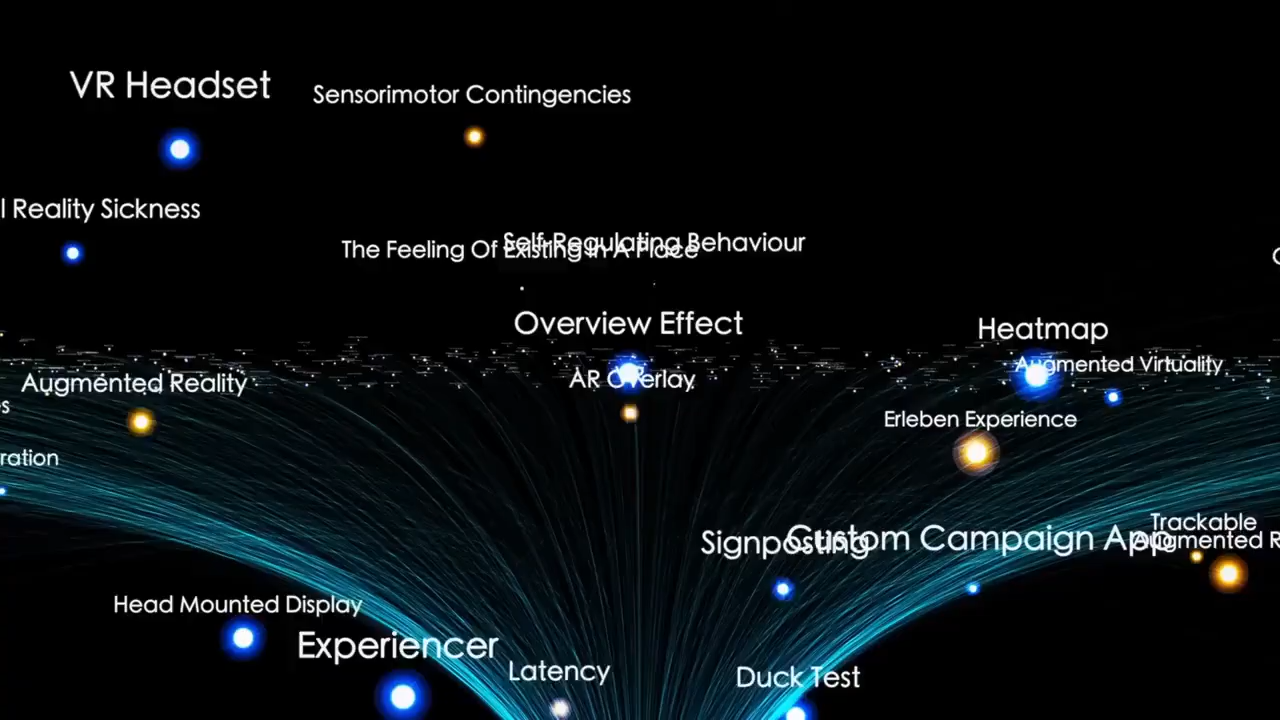 VR Headset
Sensorimotor Contingencies
l Reality Sickness
Self-Regulating Behaviour
The Feeling Of Existing In A Place
Overview Effect
Heatmap
Augmented Virtuality
AR Overlay
Augmented Reality
s
Erleben Experience
ration
Trackable
Custom Campaign App
Signposting
Augmented R
Head Mounted Display
Experiencer
Latency
Duck Test